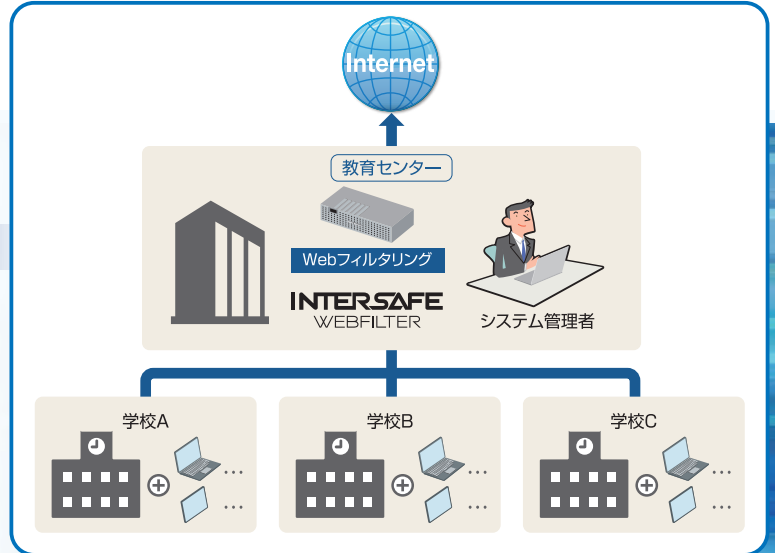 Internet
教育センター
Webフィルタリング
INTERSAFE
WEBFILTER
システム管理者
学校A
学校B
学校C
…
…
…
…
…
…